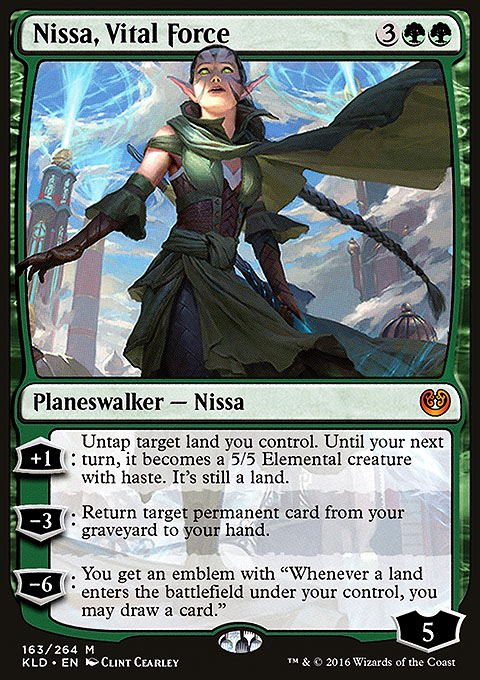 Nissa, Vital Force 3
Planeswalker — Nissa
+1: Untap target land you control. Until your next
turn, it becomes a 5/5 Elemental creature
with haste. It's still a land.
-3: Return target permanent card from your
graveyard to your hand.
-6: You get an emblem with “Whenever a land
enters the battlefield under your control, you
may draw a card.”
5
163/264 M
KLD • EN Clint Cearley
™ & © 2016 Wizards of the Coast